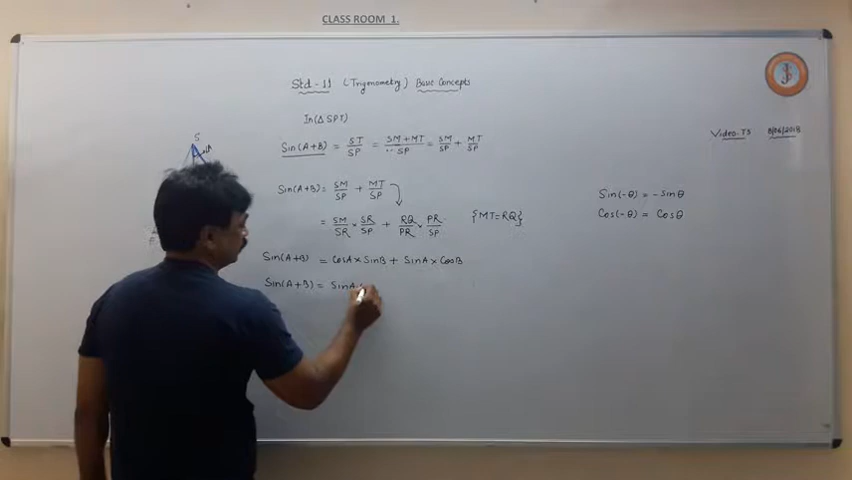 CLASS ROOM 1.
Std - 11 (Trigonometry) Basic Concepts
In(Δ SPT)
S
A
Video-T3 8/06/2018
Sin(A+B) = ST/SP = SM+MT/SP = SM/SP + MT/SP
Sin(A+B) = SM/SP + MT/SP
= SM/SR × SR/SP + RQ/PR × PR/SP {MT=RQ}
Sin(A+B) = CosA × SinB + SinA × CosB
Sin(A+B) = SinA
Sin(-θ) = -Sinθ
Cos(-θ) = Cosθ